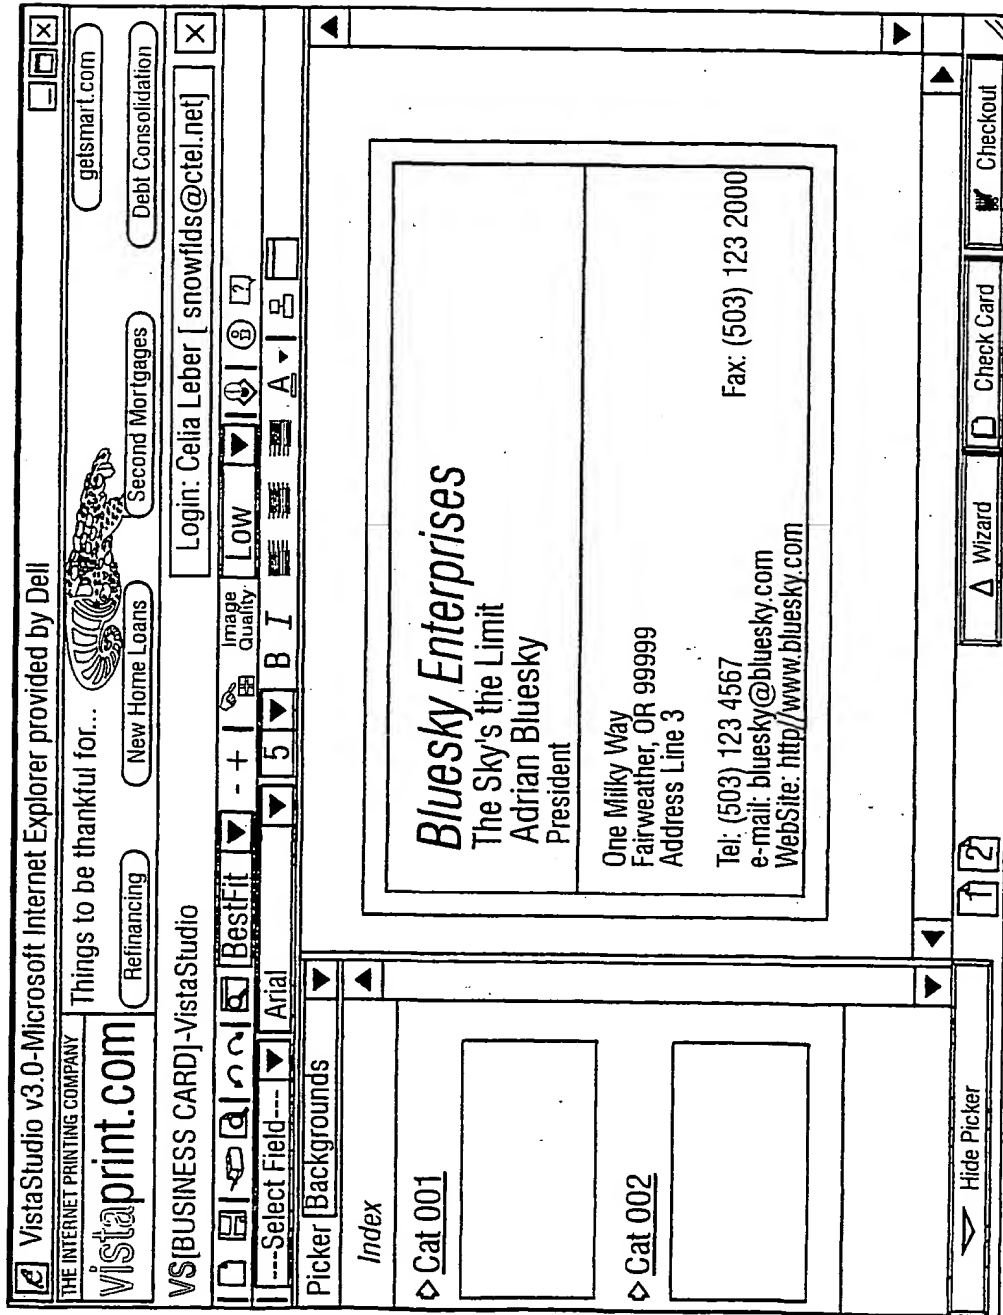 VistaStudio v3.0-Microsoft Internet Explorer provided by Dell
THE INTERNET PRINTING COMPANY
vistaprint.com
Things to be thankful for...
getsmart.com
Refinancing
New Home Loans
Second Mortgages
Debt Consolidation
VS[BUSINESS CARD]-VistaStudio
Login: Celia Leber [ snowflds@ctel.net]
BestFit
- +
Image
Quality
Low
---Select Field---
Arial
5
B I
A
Picker
Backgrounds
Index
Cat 001
Cat 002
Bluesky Enterprises
The Sky's the Limit
Adrian Bluesky
President
One Milky Way
Fairweather, OR 99999
Address Line 3
Tel: (503) 123 4567
Fax: (503) 123 2000
e-mail: bluesky@bluesky.com
WebSite: http//www.bluesky.com
Hide Picker
1 2
Wizard
Check Card
Checkout